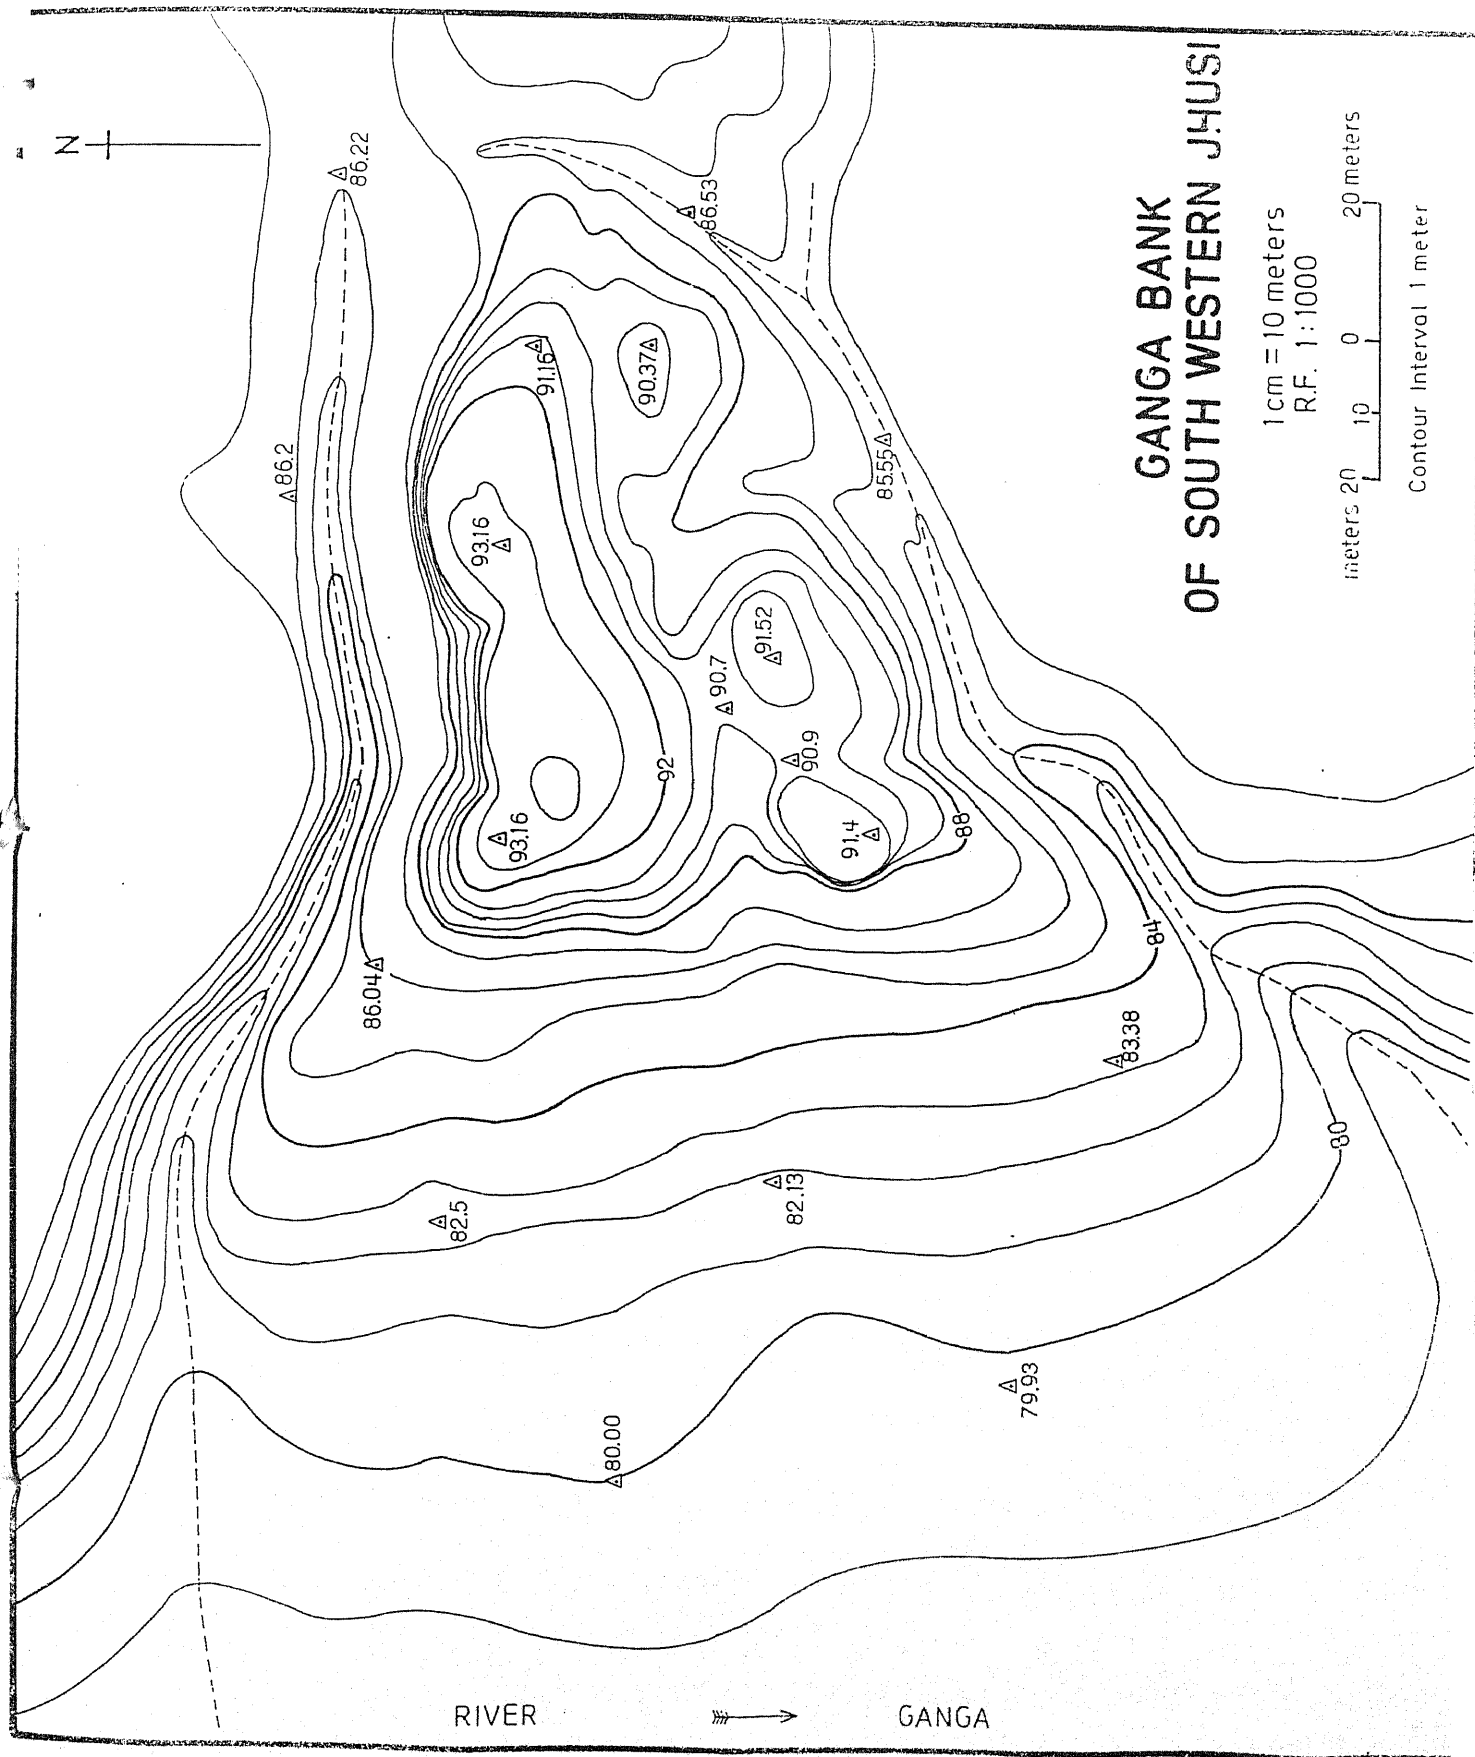 N
86.22
86.2
86.53
91.16
90.37
93.16
85.55
91.52
90.7
92
90.9
93.16
91.4
88
84
86.04
83.38
80
82.5
82.13
79.93
80.00
RIVER GANGA
GANGA BANK
OF SOUTH WESTERN JHUSI
1cm = 10 meters
R.F. 1:1000
meters 20 10 0 20 meters
Contour Interval 1 meter